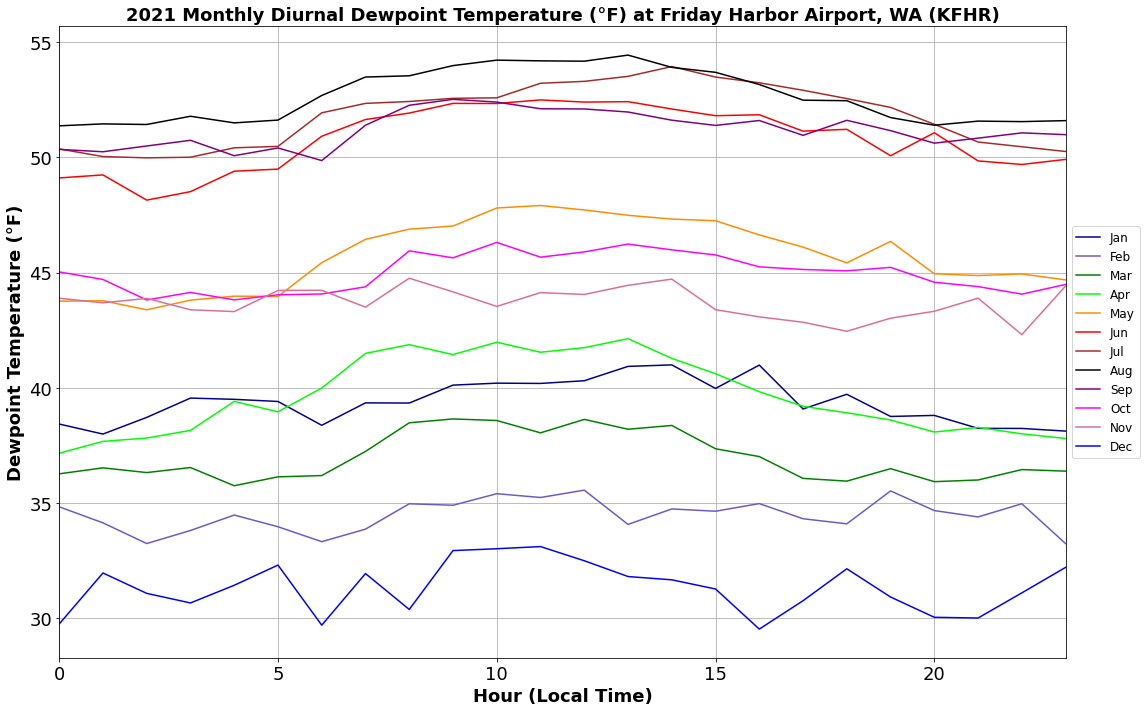 2021 Monthly Diurnal Dewpoint Temperature (°F) at Friday Harbor Airport, WA (KFHR)
55
50
45
40
35
30
Dewpoint Temperature (°F)
0 5 10 15 20
Hour (Local Time)
Jan
Feb
Mar
Apr
May
Jun
Jul
Aug
Sep
Oct
Nov
Dec